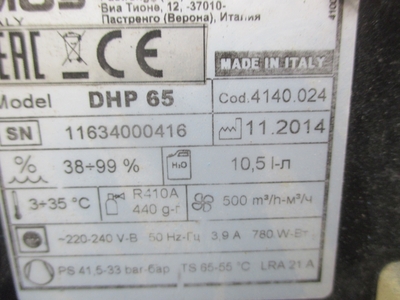 ALY
Виа Тионе, 12, -37010-
Пастренго (Верона), Италия
EAC CE
MADE IN ITALY
Model DHP 65 Cod.4140.024
SN 11634000416 11.2014
% 38÷99 % H₂O 10,5 l-л
3÷35 °C R410A 440 g-г 500 m³/h-м³/ч
~220-240 V-В 50 Hz-Гц 3.9 A 780 W-Вт
PS 41,5-33 bar-бар TS 65-55 °C LRA 21 A